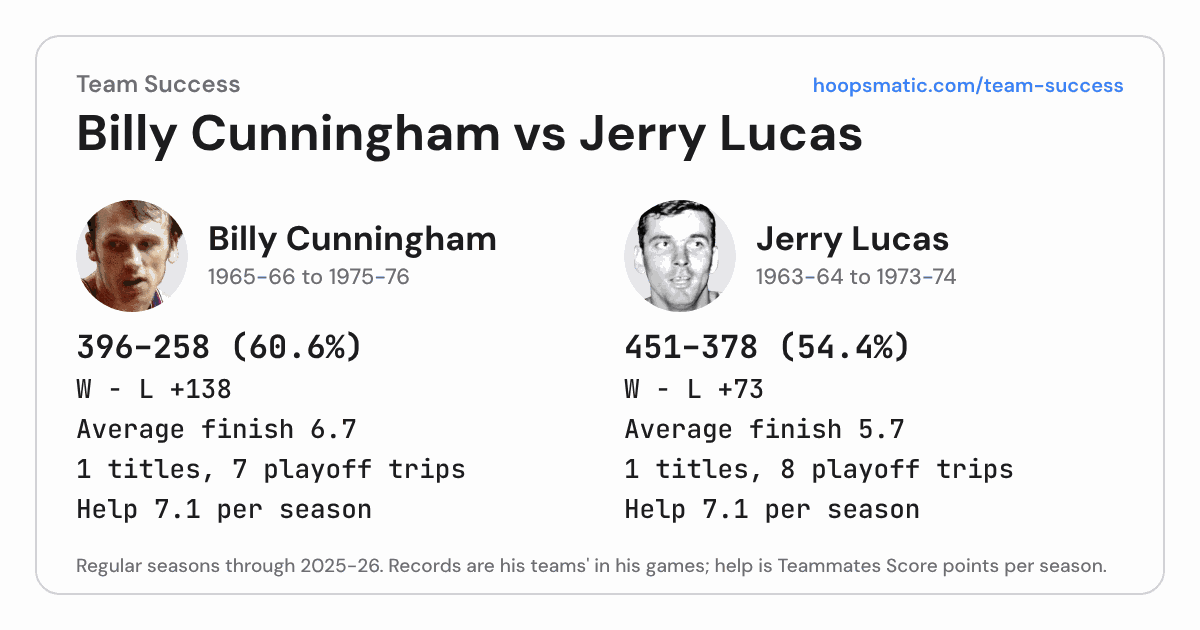 Team Success
hoopsmatic.com/team-success
Billy Cunningham vs Jerry Lucas
Billy Cunningham
1965–66 to 1975–76
396–258 (60.6%)
W - L +138
Average finish 6.7
1 titles, 7 playoff trips
Help 7.1 per season
Jerry Lucas
1963–64 to 1973–74
451–378 (54.4%)
W - L +73
Average finish 5.7
1 titles, 8 playoff trips
Help 7.1 per season
Regular seasons through 2025-26. Records are his teams' in his games; help is Teammates Score points per season.